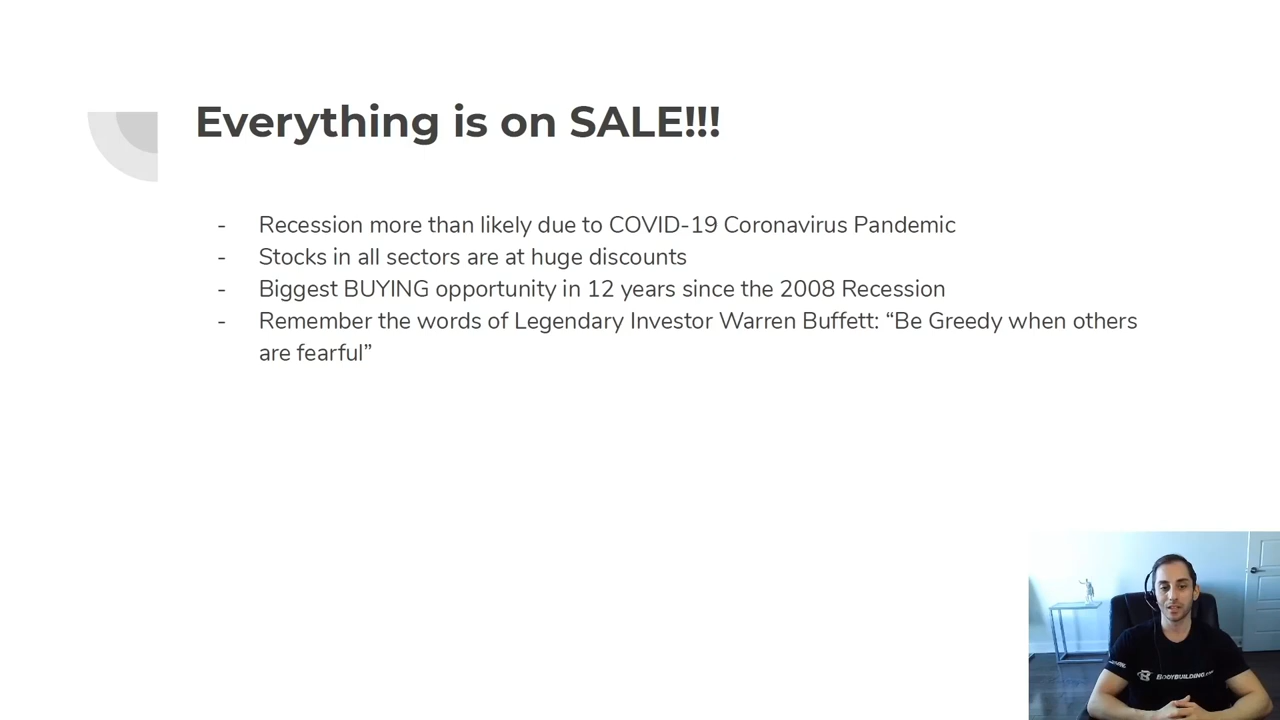 Everything is on SALE!!!
- Recession more than likely due to COVID-19 Coronavirus Pandemic
- Stocks in all sectors are at huge discounts
- Biggest BUYING opportunity in 12 years since the 2008 Recession
- Remember the words of Legendary Investor Warren Buffett: “Be Greedy when others
are fearful”
BODYBUILDING.com